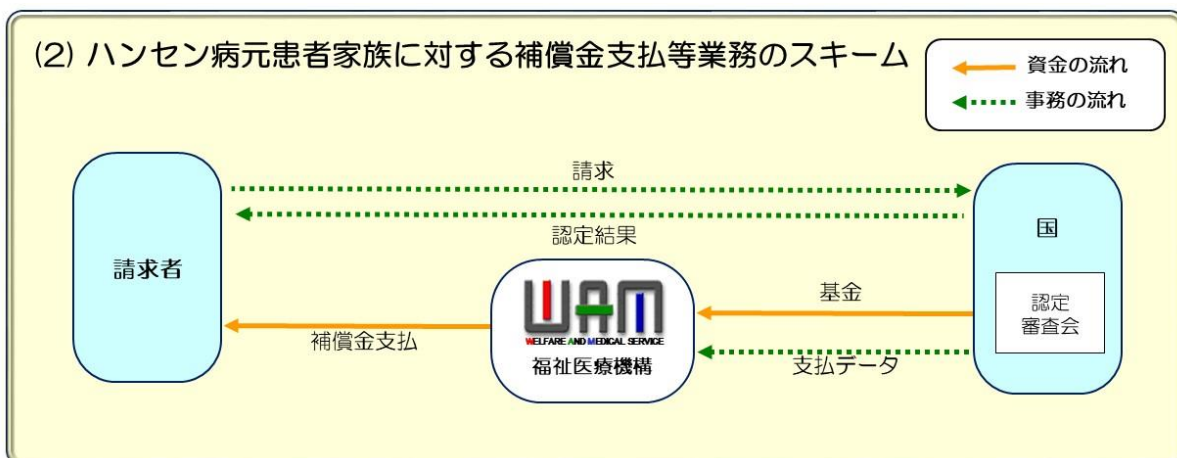 (2) ハンセン病元患者家族に対する補償金支払等業務のスキーム
資金の流れ
事務の流れ
請求
認定結果
請求者
国
認定
審査会
基金
支払データ
補償金支払
WAM
WELFARE AND MEDICAL SERVICE
福祉医療機構